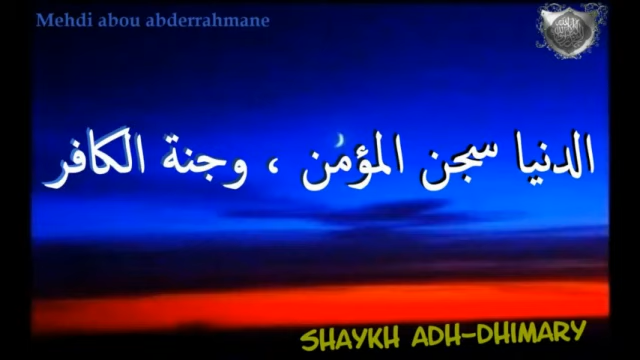 Mehdi abou abderrahmane
الدنيا سجن المؤمن ، وجنة الكافر
SHAYKH ADH-DHIMARY